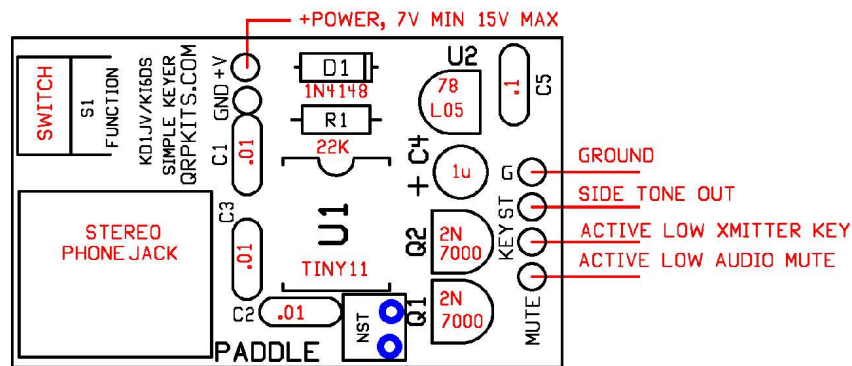 +POWER, 7V MIN 15V MAX
SWITCH
S1
FUNCTION
KD1JV/KI6DS
SIMPLE KEYER
QRPKITS.COM
GND +V
D1
1N4148
R1
22K
U2
78
L05
.1
C5
C1
.01
C4
+
1u
G
GROUND
ST
SIDE TONE OUT
KEY
ACTIVE LOW XMITTER KEY
MUTE
ACTIVE LOW AUDIO MUTE
STEREO
PHONEJACK
C3
.01
U1
TINY11
Q2
2N
7000
Q1
2N
7000
C2
.01
NST
PADDLE